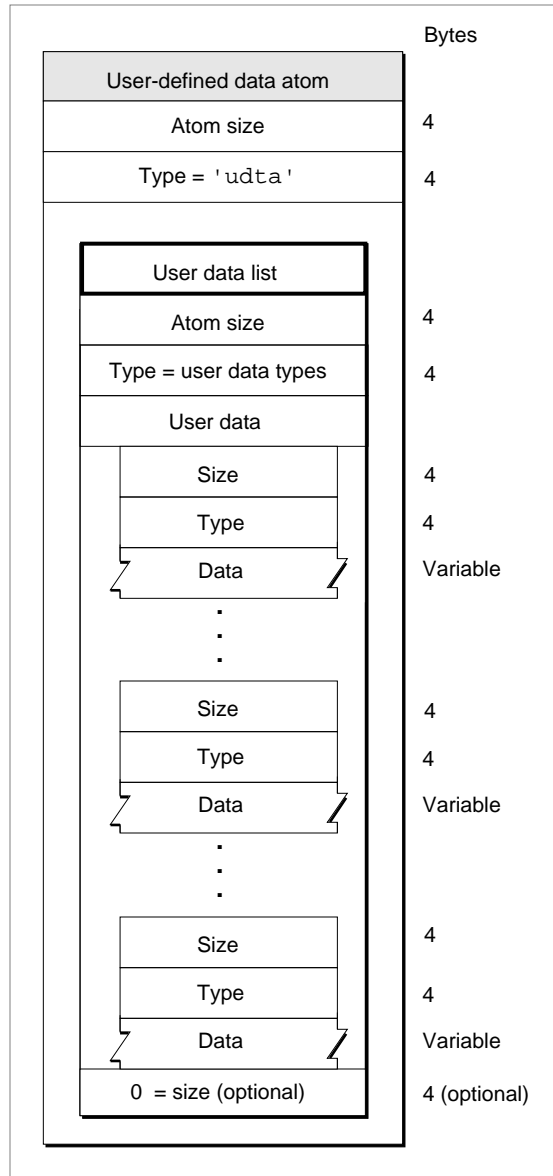 Bytes
User-defined data atom
Atom size 4
Type = 'udta' 4
User data list
Atom size 4
Type = user data types 4
User data
Size 4
Type 4
Data Variable
Size 4
Type 4
Data Variable
Size 4
Type 4
Data Variable
0 = size (optional) 4 (optional)